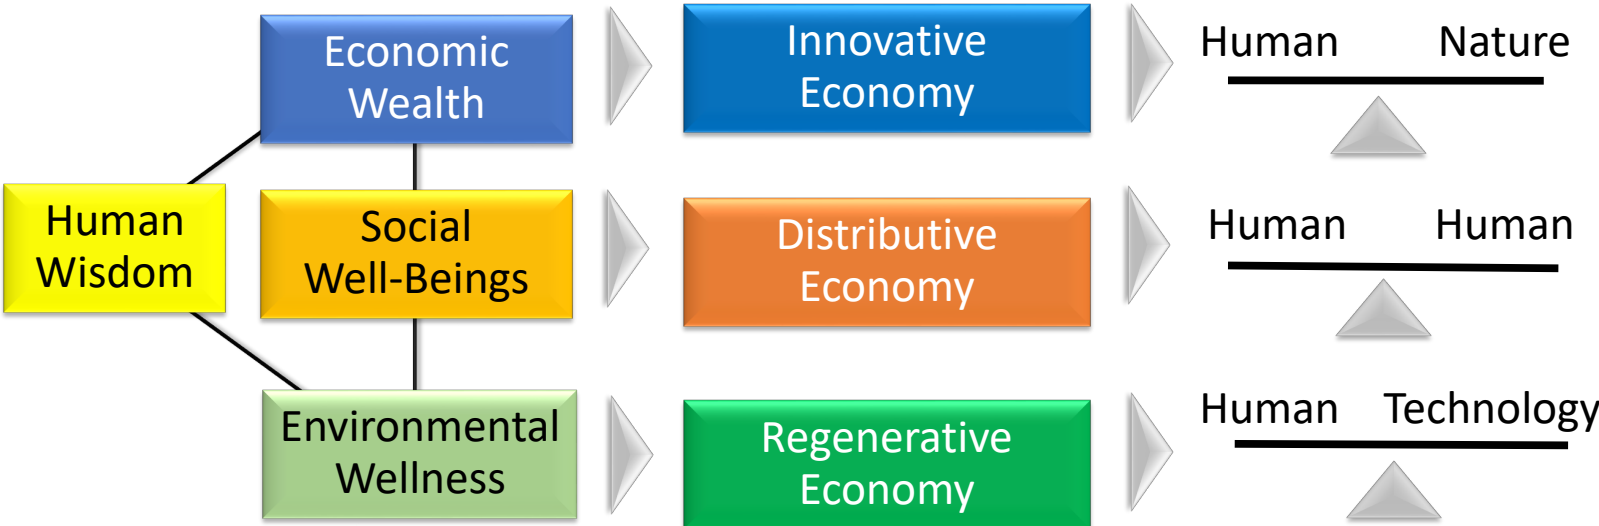 Economic
Wealth
Innovative
Economy
Human Nature
Human
Wisdom
Social
Well-Beings
Distributive
Economy
Human Human
Environmental
Wellness
Regenerative
Economy
Human Technology